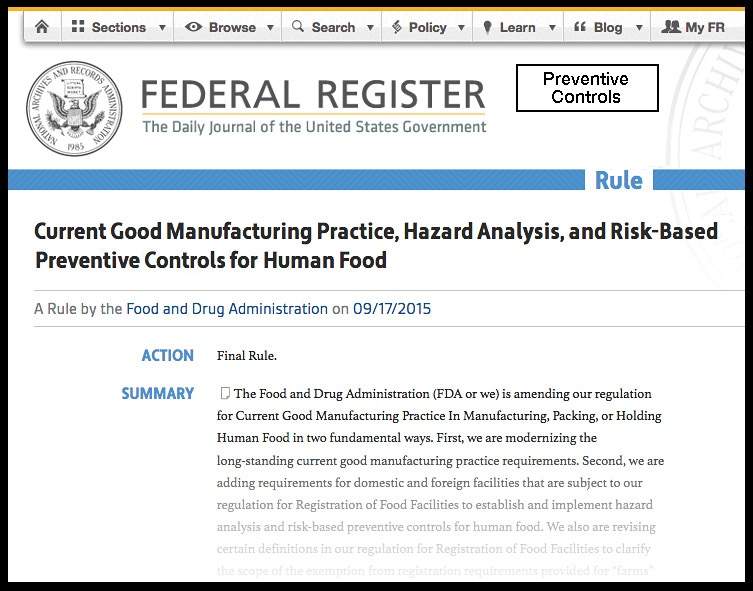 Sections Browse Search Policy Learn Blog My FR
NATIONAL ARCHIVES AND RECORDS ADMINISTRATION
1985
FEDERAL REGISTER
The Daily Journal of the United States Government
Preventive
Controls
ARCHI
Rule
Current Good Manufacturing Practice, Hazard Analysis, and Risk-Based
Preventive Controls for Human Food
A Rule by the Food and Drug Administration on 09/17/2015
ACTION Final Rule.
SUMMARY The Food and Drug Administration (FDA or we) is amending our regulation
for Current Good Manufacturing Practice In Manufacturing, Packing, or Holding
Human Food in two fundamental ways. First, we are modernizing the
long-standing current good manufacturing practice requirements. Second, we are
adding requirements for domestic and foreign facilities that are subject to our
regulation for Registration of Food Facilities to establish and implement hazard
analysis and risk-based preventive controls for human food. We also are revising
certain definitions in our regulation for Registration of Food Facilities to clarify
the scope of the exemption from registration requirements provided for "farms"